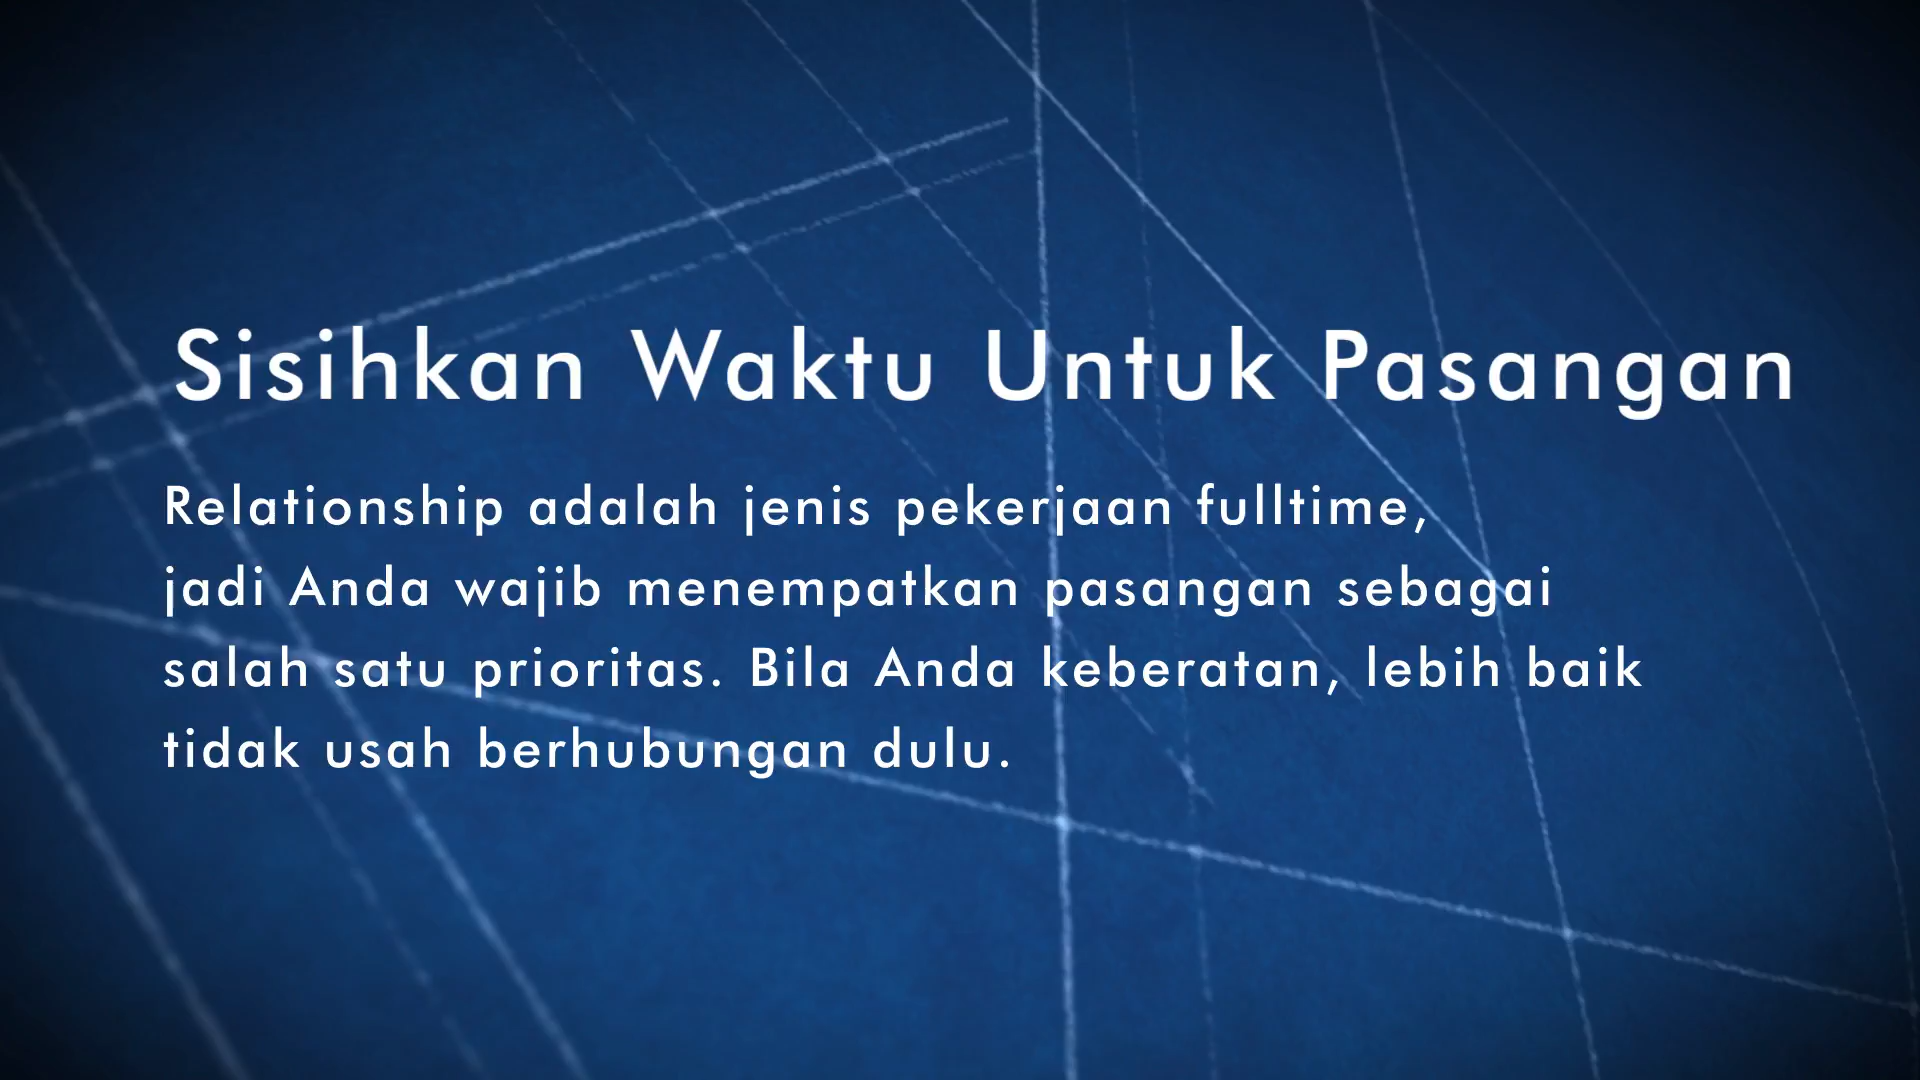 Sisihkan Waktu Untuk Pasangan
Relationship adalah jenis pekerjaan fulltime,
jadi Anda wajib menempatkan pasangan sebagai
salah satu prioritas. Bila Anda keberatan, lebih baik
tidak usah berhubungan dulu.